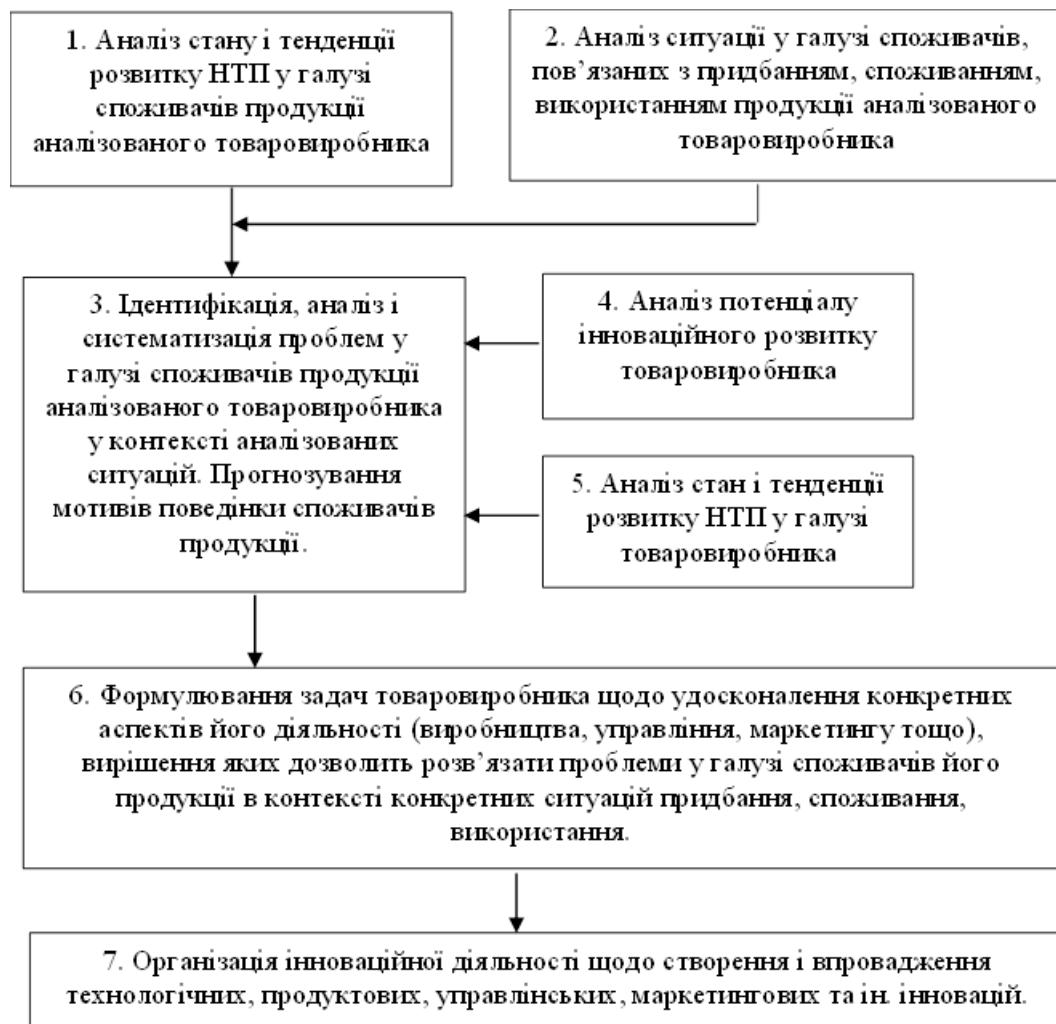 1. Аналіз стану і тенденції
розвитку НТП у галузі
споживачів продукції
аналізованого товаровиробника
2. Аналіз ситуації у галузі споживачів,
пов’язаних з придбанням, споживанням,
використанням продукції аналізованого
товаровиробника
3. Ідентифікація, аналіз і
систематизація проблем у
галузі споживачів продукції
аналізованого товаровиробника
у контексті аналізованих
ситуацій. Прогнозування
мотивів поведінки споживачів
продукції.
4. Аналіз потенціалу
інноваційного розвитку
товаровиробника
5. Аналіз стан і тенденції
розвитку НТП у галузі
товаровиробника
6. Формулювання задач товаровиробника щодо удосконалення конкретних
аспектів його діяльності (виробництва, управління, маркетингу тощо),
вирішення яких дозволить розв’язати проблеми у галузі споживачів його
продукції в контексті конкретних ситуацій придбання, споживання,
використання.
7. Організація інноваційної діяльності щодо створення і впровадження
технологічних, продуктових, управлінських, маркетингових та ін. інновацій.